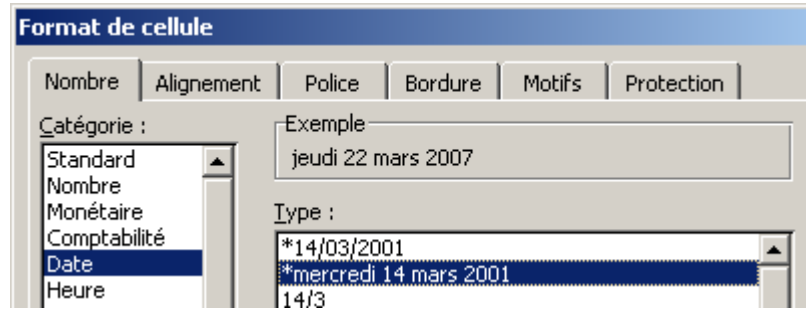 Format de cellule
Nombre Alignement Police Bordure Motifs Protection
Catégorie :
Standard
Nombre
Monétaire
Comptabilité
Date
Heure
Exemple
jeudi 22 mars 2007
Type :
*14/03/2001
*mercredi 14 mars 2001
14/3